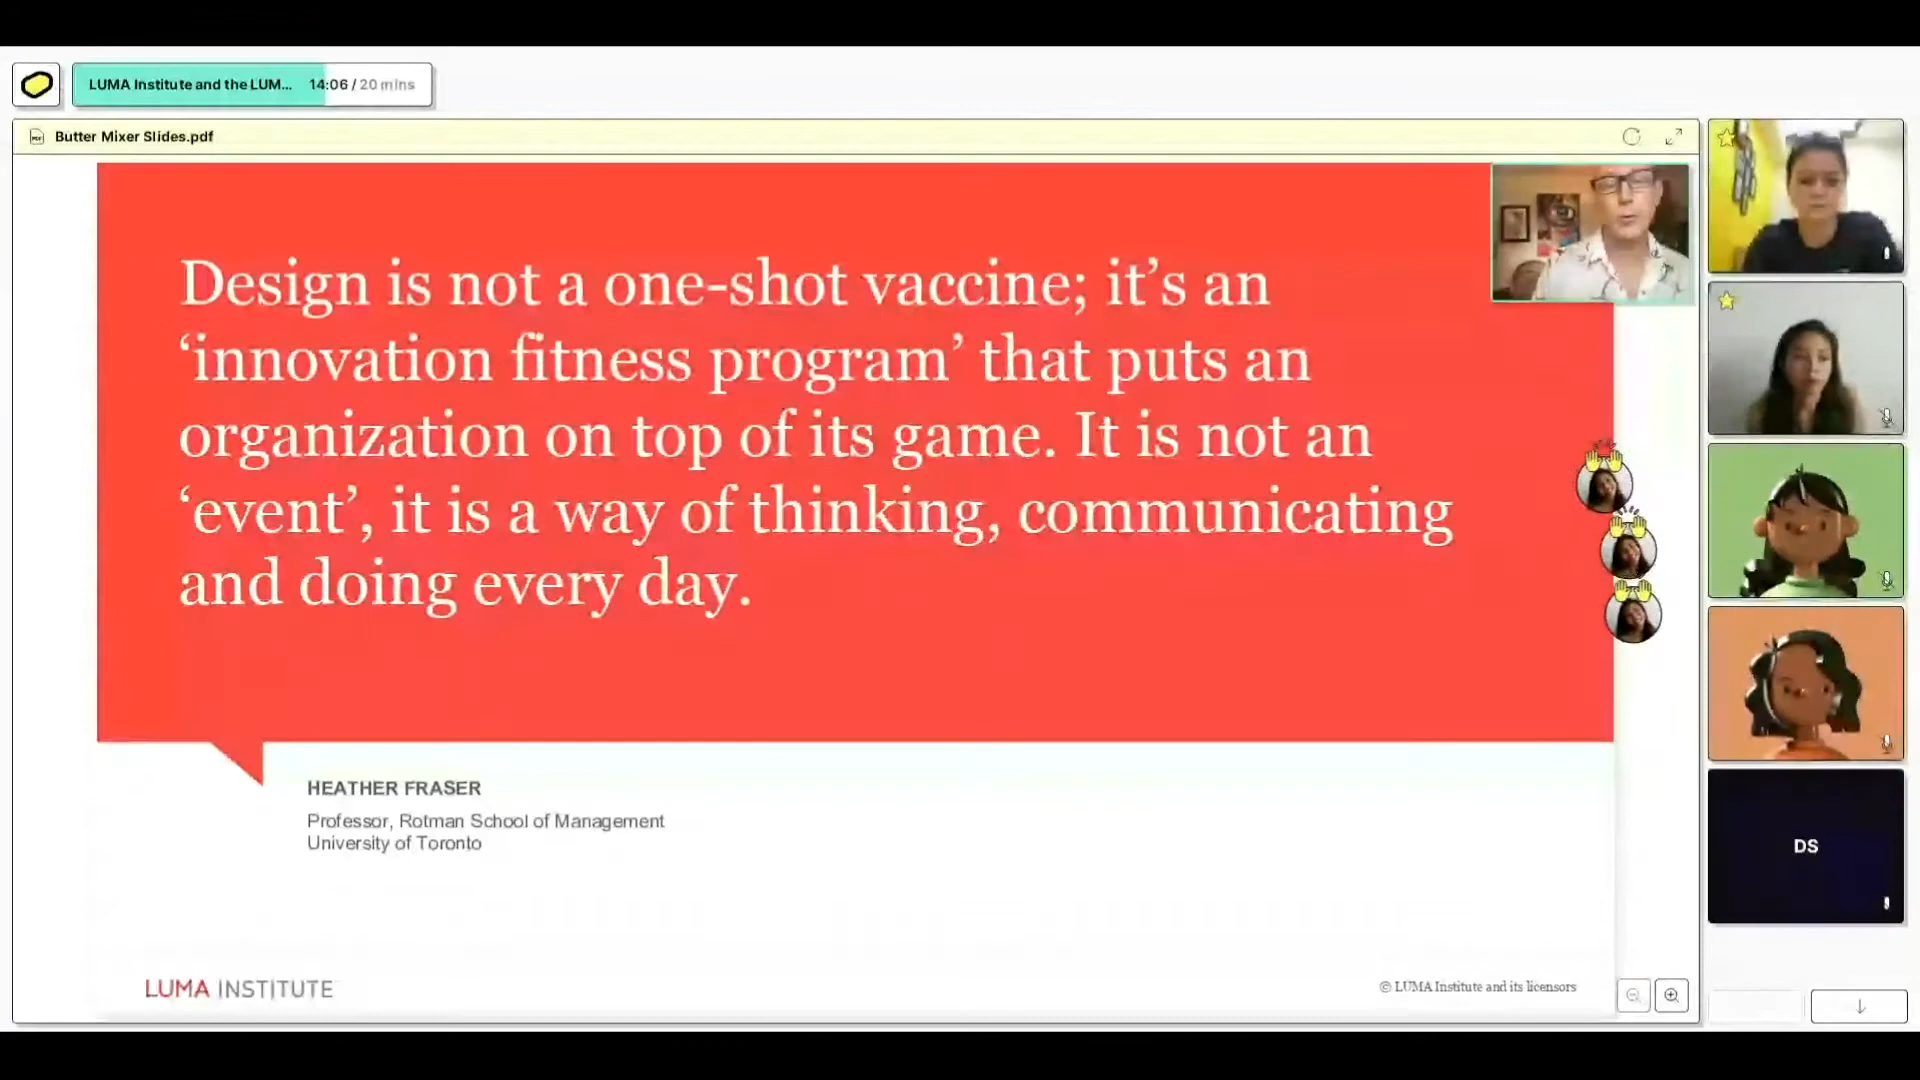 LUMA Institute and the LUM... 14:06 / 20 mins
Butter Mixer Slides.pdf
Design is not a one-shot vaccine; it’s an
‘innovation fitness program’ that puts an
organization on top of its game. It is not an
‘event’, it is a way of thinking, communicating
and doing every day.
HEATHER FRASER
Professor, Rotman School of Management
University of Toronto
LUMA INSTITUTE
© LUMA Institute and its licensors
DS